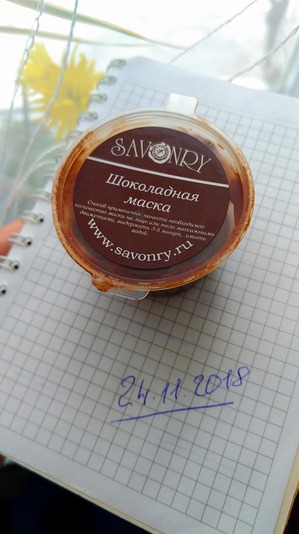 SAVONRY
Шоколадная
маска
Способ применения: нанести необходимое
количество маски на лицо или тело массажными
движениями, выдержать 3-5 минут, смыть
водой.
www.savonry.ru
24.11.2018